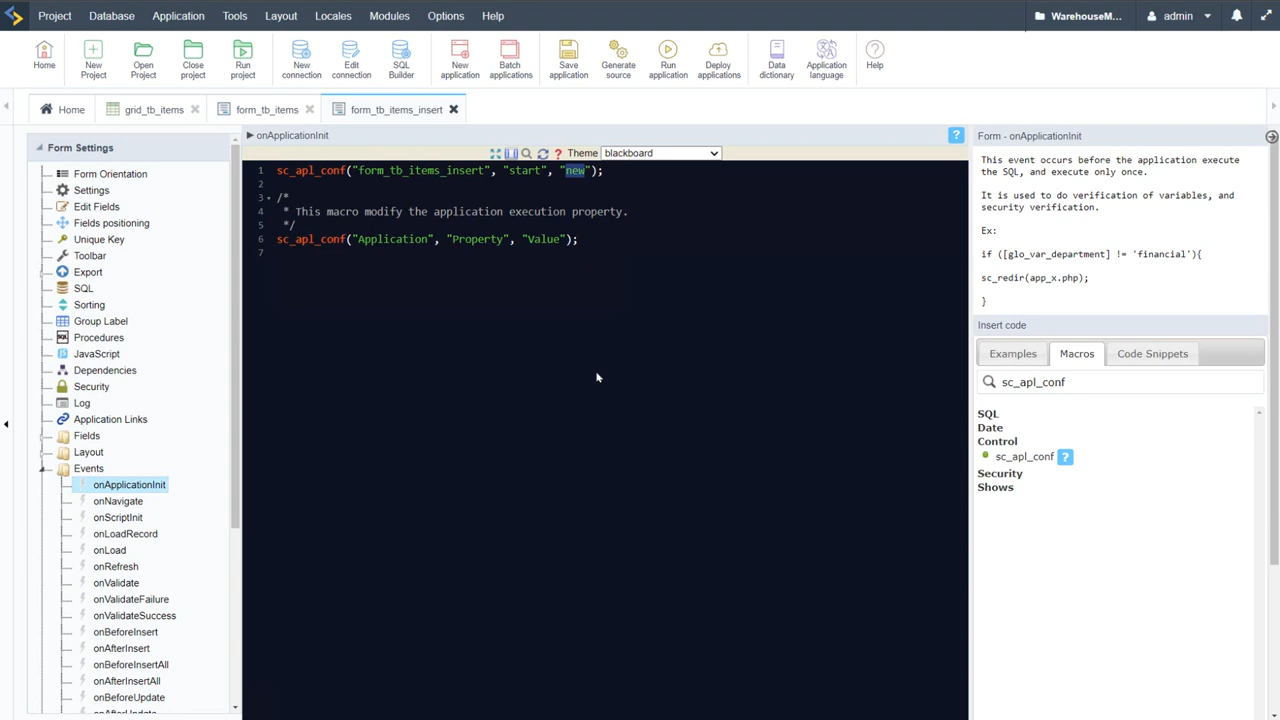 Project Database Application Tools Layout Locales Modules Options Help WarehouseM... admin
Home New Project Open Project Close project Run project New connection Edit connection SQL Builder New application Batch applications Save application Generate source Run application Deploy applications Data dictionary Application language Help
Home grid_tb_items form_tb_items form_tb_items_insert
Form Settings
Form Orientation
Settings
Edit Fields
Fields positioning
Unique Key
Toolbar
Export
SQL
Sorting
Group Label
Procedures
JavaScript
Dependencies
Security
Log
Application Links
Fields
Layout
Events
onApplicationInit
onNavigate
onScriptInit
onLoadRecord
onLoad
onRefresh
onValidate
onValidateFailure
onValidateSuccess
onBeforeInsert
onAfterInsert
onBeforeInsertAll
onAfterInsertAll
onBeforeUpdate
onAfterUpdate
onApplicationInit
Theme blackboard
1 sc_apl_conf("form_tb_items_insert", "start", "new");
2
3 /*
4 * This macro modify the application execution property.
5 */
6 sc_apl_conf("Application", "Property", "Value");
7
Form - onApplicationInit
This event occurs before the application execute
the SQL, and execute only once.
It is used to do verification of variables, and
security verification.
Ex:
if ([glo_var_department] != 'financial'){
sc_redir(app_x.php);
}
Insert code
Examples Macros Code Snippets
sc_apl_conf
SQL
Date
Control
sc_apl_conf ?
Security
Shows